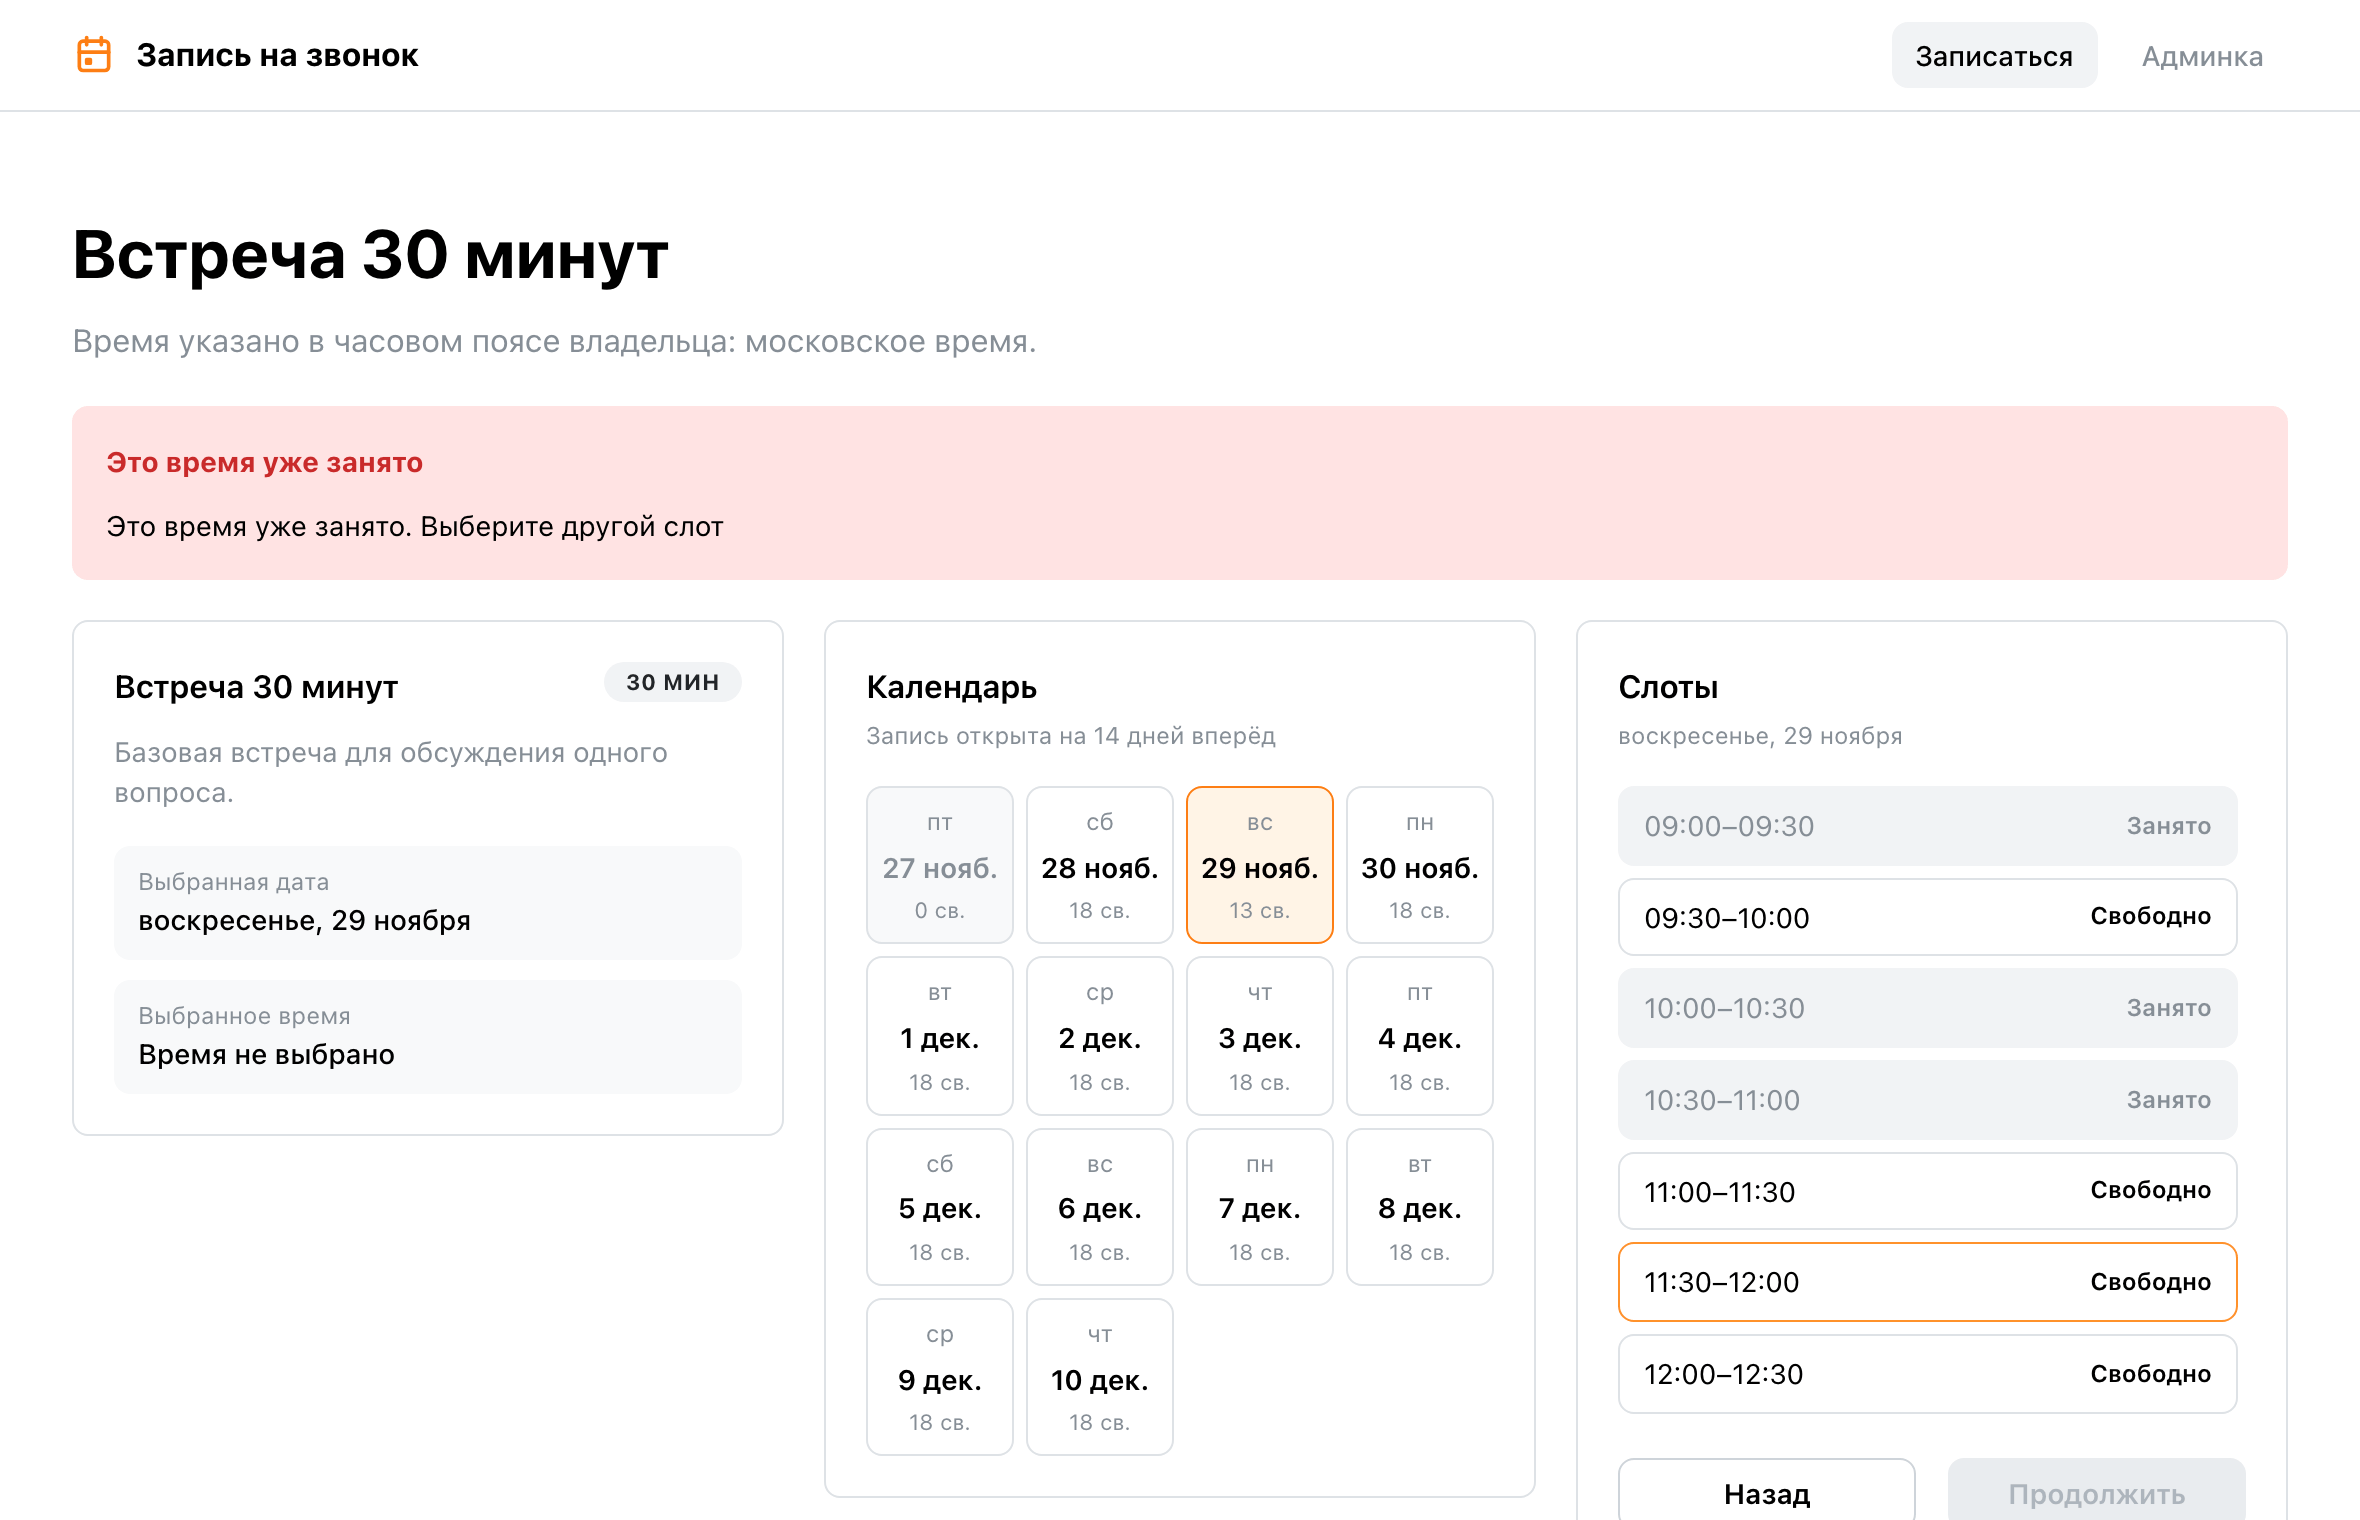 Запись на звонок
Записаться
Админка
Встреча 30 минут
Время указано в часовом поясе владельца: московское время.
Это время уже занято
Это время уже занято. Выберите другой слот
Встреча 30 минут
30 МИН
Базовая встреча для обсуждения одного
вопроса.
Выбранная дата
воскресенье, 29 ноября
Выбранное время
Время не выбрано
Календарь
Запись открыта на 14 дней вперёд
пт
27 нояб.
0 св.
сб
28 нояб.
18 св.
вс
29 нояб.
13 св.
пн
30 нояб.
18 св.
вт
1 дек.
18 св.
ср
2 дек.
18 св.
чт
3 дек.
18 св.
пт
4 дек.
18 св.
сб
5 дек.
18 св.
вс
6 дек.
18 св.
пн
7 дек.
18 св.
вт
8 дек.
18 св.
ср
9 дек.
18 св.
чт
10 дек.
18 св.
Слоты
воскресенье, 29 ноября
09:00–09:30 Занято
09:30–10:00 Свободно
10:00–10:30 Занято
10:30–11:00 Занято
11:00–11:30 Свободно
11:30–12:00 Свободно
12:00–12:30 Свободно
Назад
Продолжить